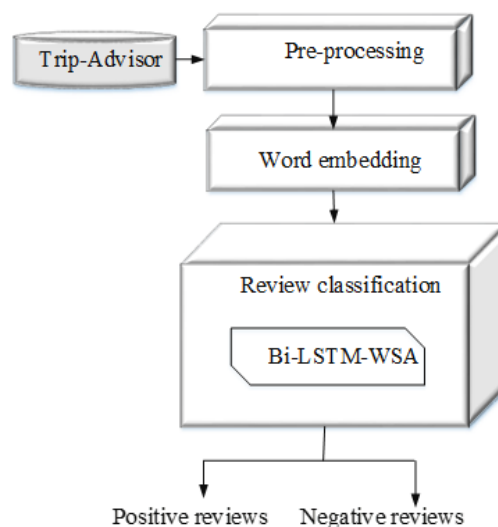 Trip-Advisor
Pre-processing
Word embedding
Review classification
Bi-LSTM-WSA
Positive reviews
Negative reviews